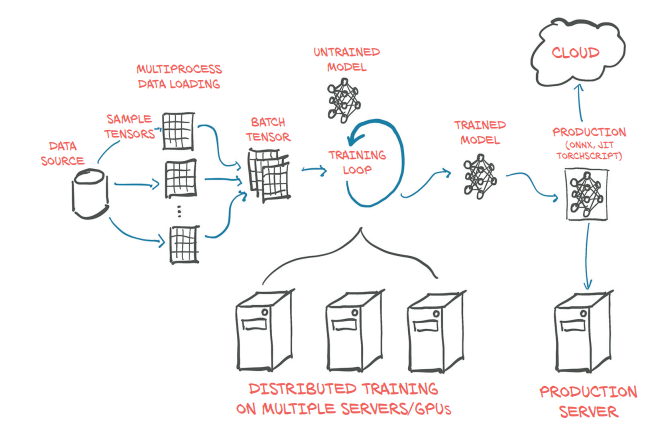 UNTRAINED
MODEL
CLOUD
MULTIPROCESS
DATA LOADING
SAMPLE
TENSORS
BATCH
TENSOR
TRAINED
MODEL
PRODUCTION
(ONNX, JIT
TORCHSCRIPT)
DATA
SOURCE
TRAINING
LOOP
DISTRIBUTED TRAINING
ON MULTIPLE SERVERS/GPUs
PRODUCTION
SERVER